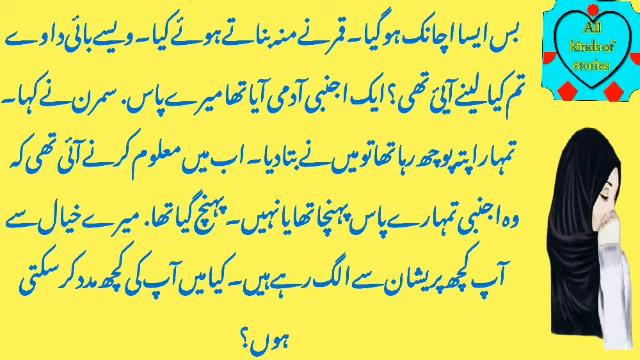 بس ایسا اچانک ہو گیا۔ قمر نے منہ بناتے ہوئے کہا۔ ویسے بائی داوے
تم کیا لینے آئی تھی؟ ایک اجنبی آدمی آیا تھا میرے پاس. سمرن نے کہا۔
تمہارا پتہ پوچھ رہا تھا تو میں نے بتا دیا۔ اب میں معلوم کرنے آئی تھی کہ
وہ اجنبی تمہارے پاس پہنچا تھا یا نہیں۔ پہنچ گیا تھا. میرے خیال سے
آپ کچھ پریشان سے الگ رہے ہیں۔ کیا میں آپ کی کچھ مدد کر سکتی
ہوں؟
All
kinds of
stories